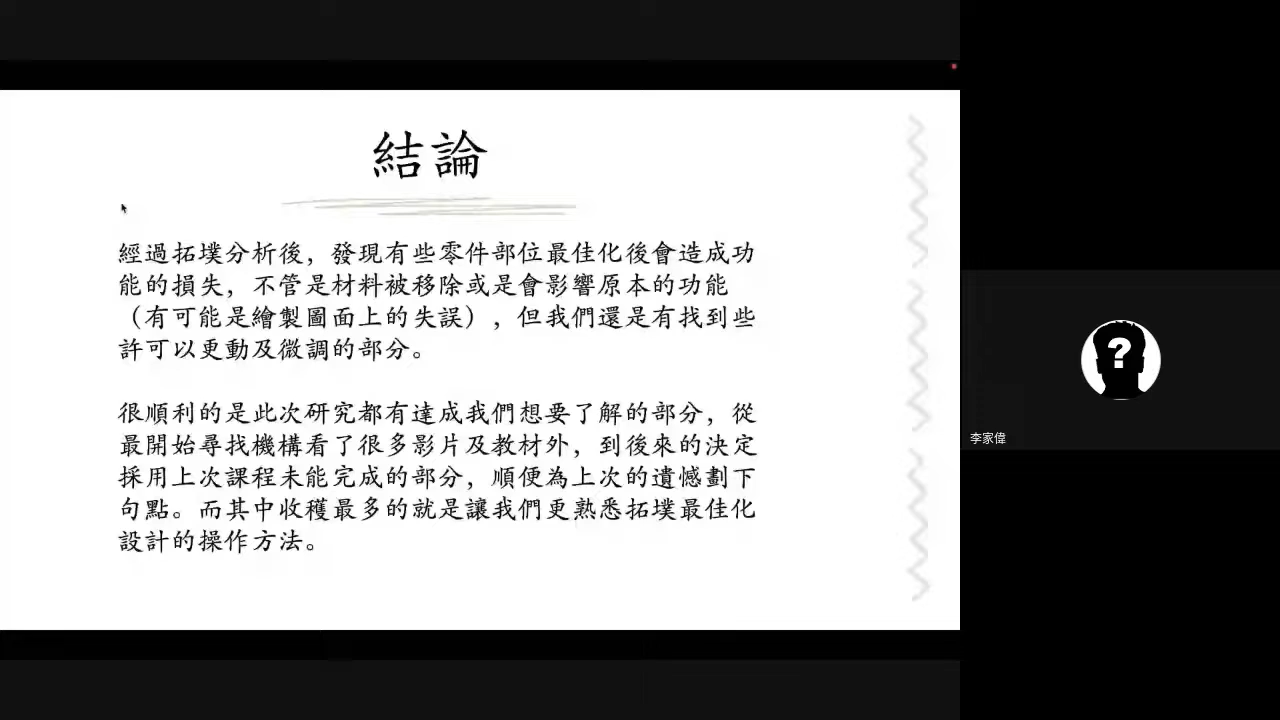 結論
經過拓墣分析後，發現有些零件部位最佳化後會造成功
能的損失，不管是材料被移除或是會影響原本的功能
（有可能是繪製圖面上的失誤），但我們還是有找到些
許可以更動及微調的部分。
很順利的是此次研究都有達成我們想要了解的部分，從
最開始尋找機構看了很多影片及教材外，到後來的決定
採用上次課程未能完成的部分，順便為上次的遺憾劃下
句點。而其中收穫最多的就是讓我們更熟悉拓墣最佳化
設計的操作方法。
?
李家偉